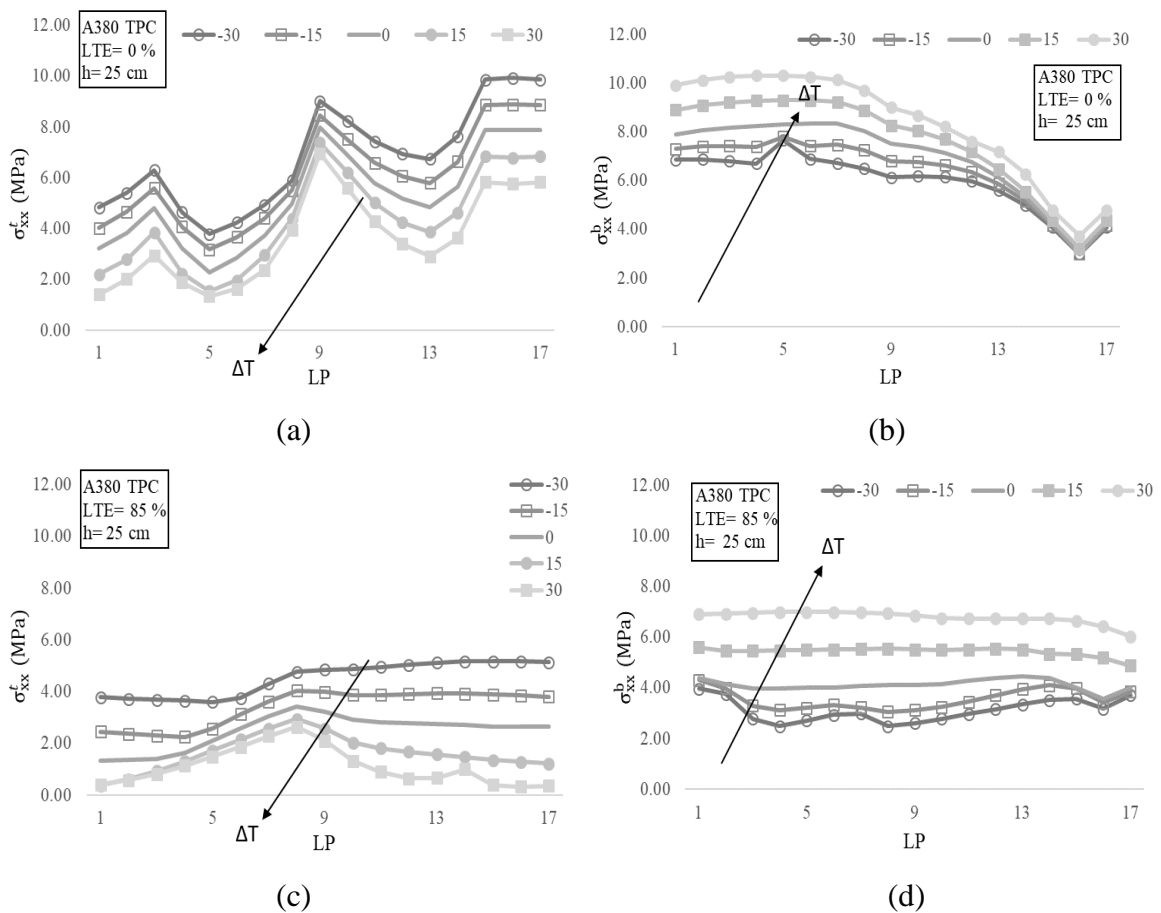 12.00
10.00
8.00
6.00
4.00
2.00
0.00
σᵗxx (MPa)
A380 TPC
LTE= 0 %
h= 25 cm
-30 -15 0 15 30
ΔT
1 5 9 13 17
LP
(a)
12.00
10.00
8.00
6.00
4.00
2.00
0.00
σᵇxx (MPa)
-30 -15 0 15 30
A380 TPC
LTE= 0%
h= 25 cm
ΔT
1 5 9 13 17
LP
(b)
12.00
10.00
8.00
6.00
4.00
2.00
0.00
σᵗxx (MPa)
A380 TPC
LTE= 85 %
h= 25 cm
-30
-15
0
15
30
ΔT
1 5 9 13 17
LP
(c)
12.00
10.00
8.00
6.00
4.00
2.00
0.00
σᵇxx (MPa)
A380 TPC
LTE= 85 %
h= 25 cm
-30 -15 0 15 30
ΔT
1 5 9 13 17
LP
(d)